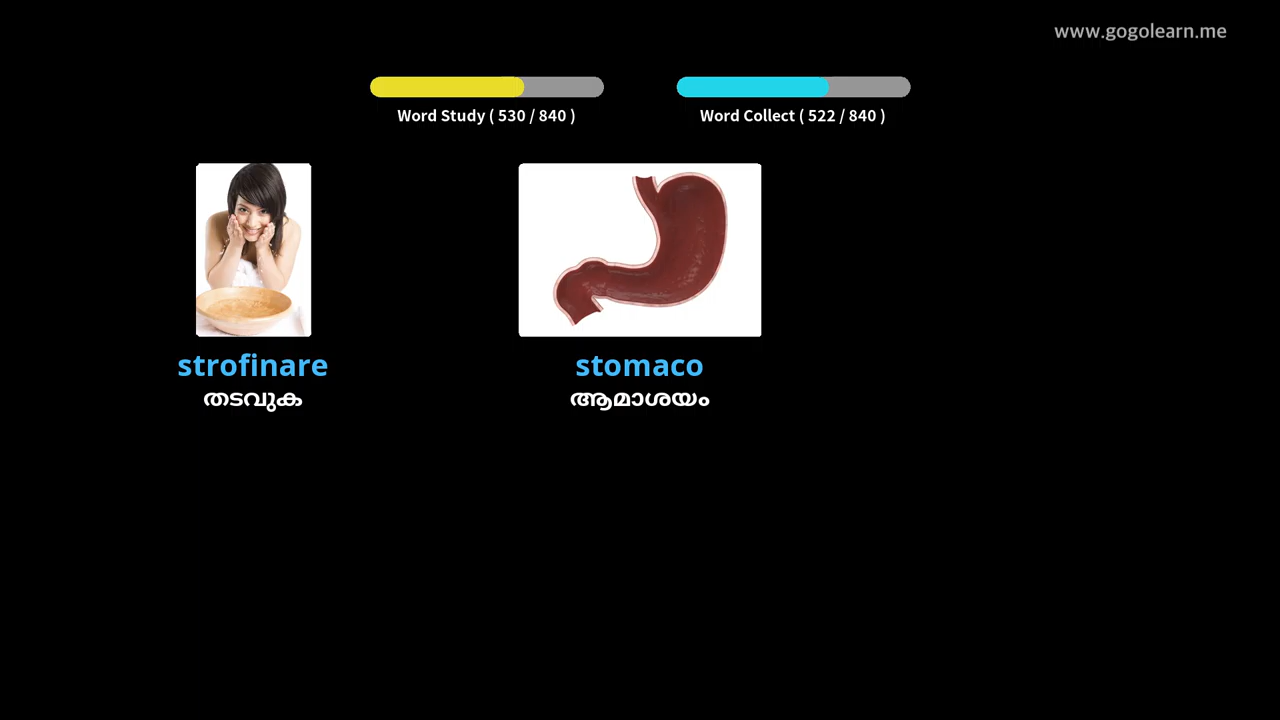 www.gogolearn.me
Word Study ( 530 / 840 )
Word Collect ( 522 / 840 )
strofinare
തടവുക
stomaco
ആമാശയം